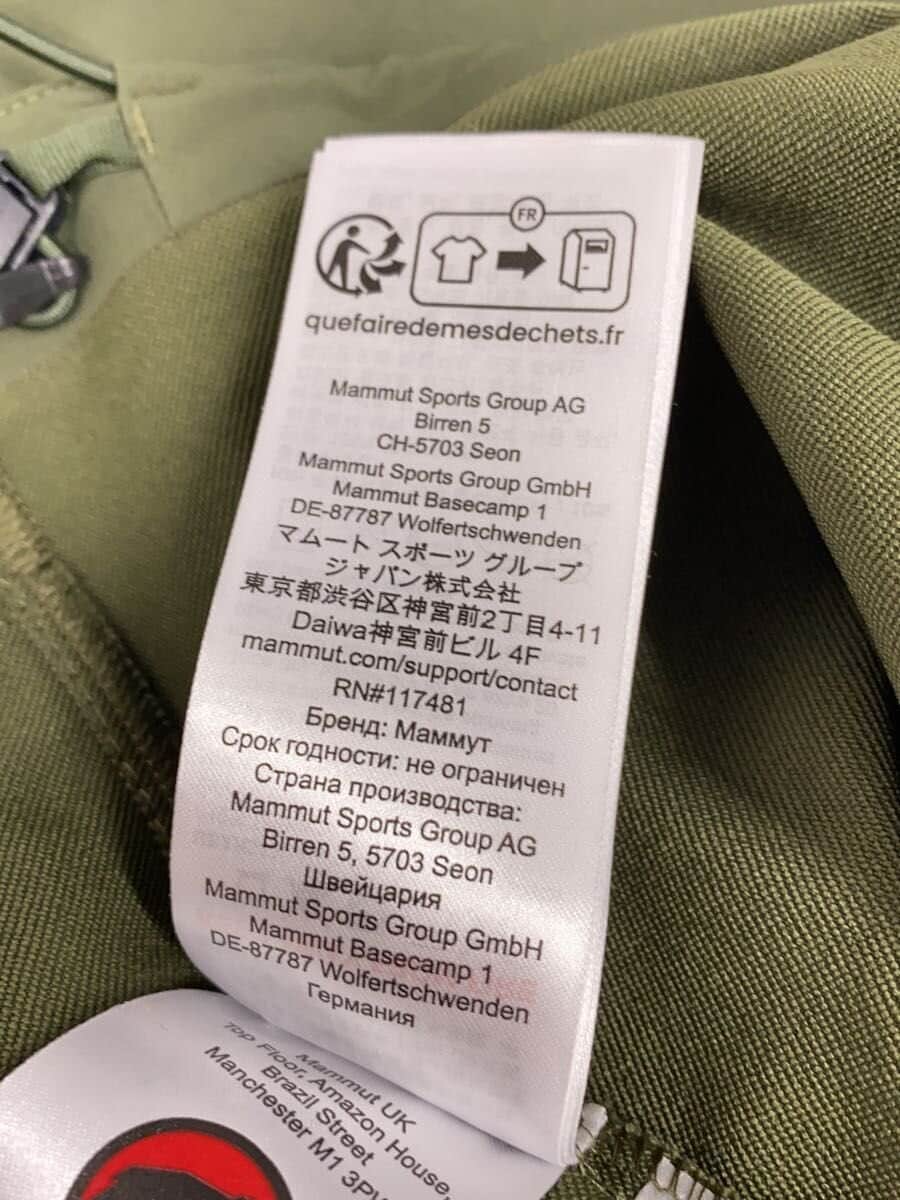 FR
quefairedemesdechets.fr
Mammut Sports Group AG
Birren 5
CH-5703 Seon
Mammut Sports Group GmbH
Mammut Basecamp 1
DE-87787 Wolfertschwenden
マムート スポーツ グループ
ジャパン株式会社
東京都渋谷区神宮前2丁目4-11
Daiwa神宮前ビル 4F
mammut.com/support/contact
RN#117481
Бренд: Маммут
Срок годности: не ограничен
Страна производства:
Mammut Sports Group AG
Birren 5, 5703 Seon
Швейцария
Mammut Sports Group GmbH
Mammut Basecamp 1
DE-87787 Wolfertschwenden
Германия
Mammut UK
Top Floor, Amazon House,
Brazil Street
Manchester M1